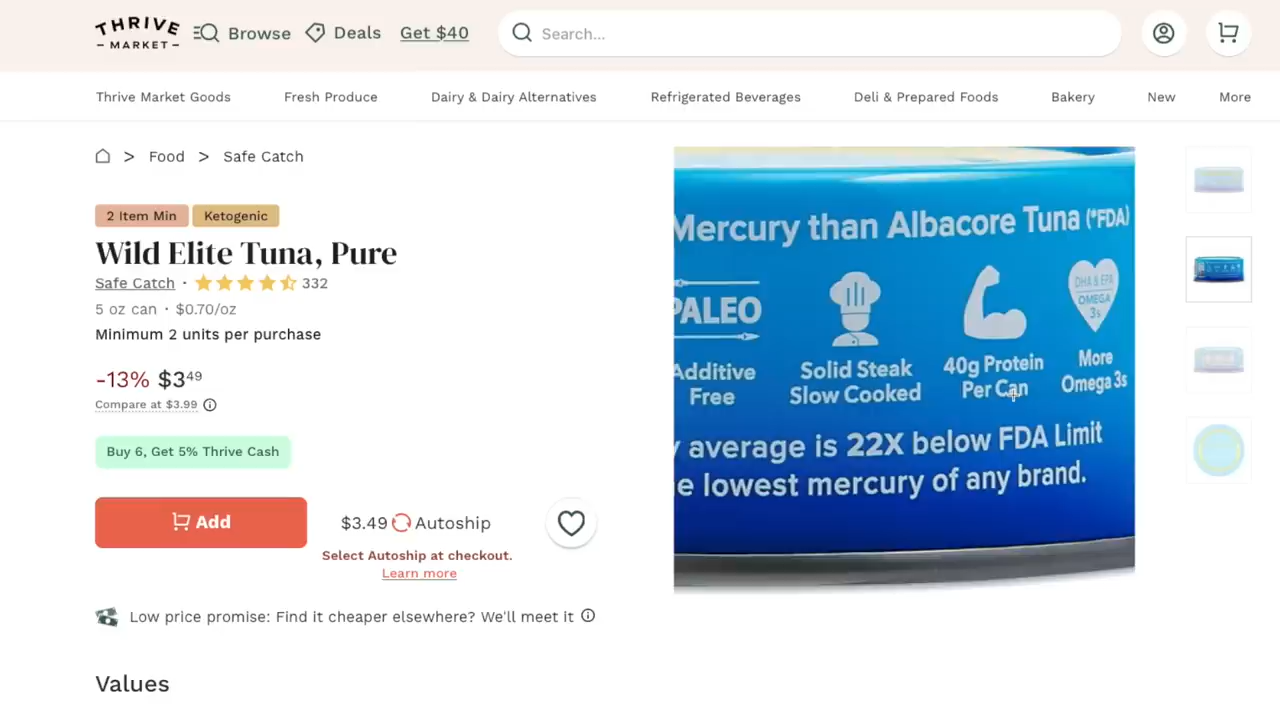 THRIVE
MARKET
Browse
Deals
Get $40
Search...
Thrive Market Goods
Fresh Produce
Dairy & Dairy Alternatives
Refrigerated Beverages
Deli & Prepared Foods
Bakery
New
More
> Food > Safe Catch
2 Item Min
Ketogenic
Wild Elite Tuna, Pure
Safe Catch · 332
5 oz can · $0.70/oz
Minimum 2 units per purchase
-13% $349
Compare at $3.99
Buy 6, Get 5% Thrive Cash
Add
$3.49 Autoship
Select Autoship at checkout.
Learn more
Low price promise: Find it cheaper elsewhere? We'll meet it
Values
Mercury than Albacore Tuna (*FDA)
PALEO
Additive
Free
Solid Steak
Slow Cooked
40g Protein
Per Can
DHA & EPA
OMEGA
3s
More
Omega 3s
y average is 22X below FDA Limit
e lowest mercury of any brand.